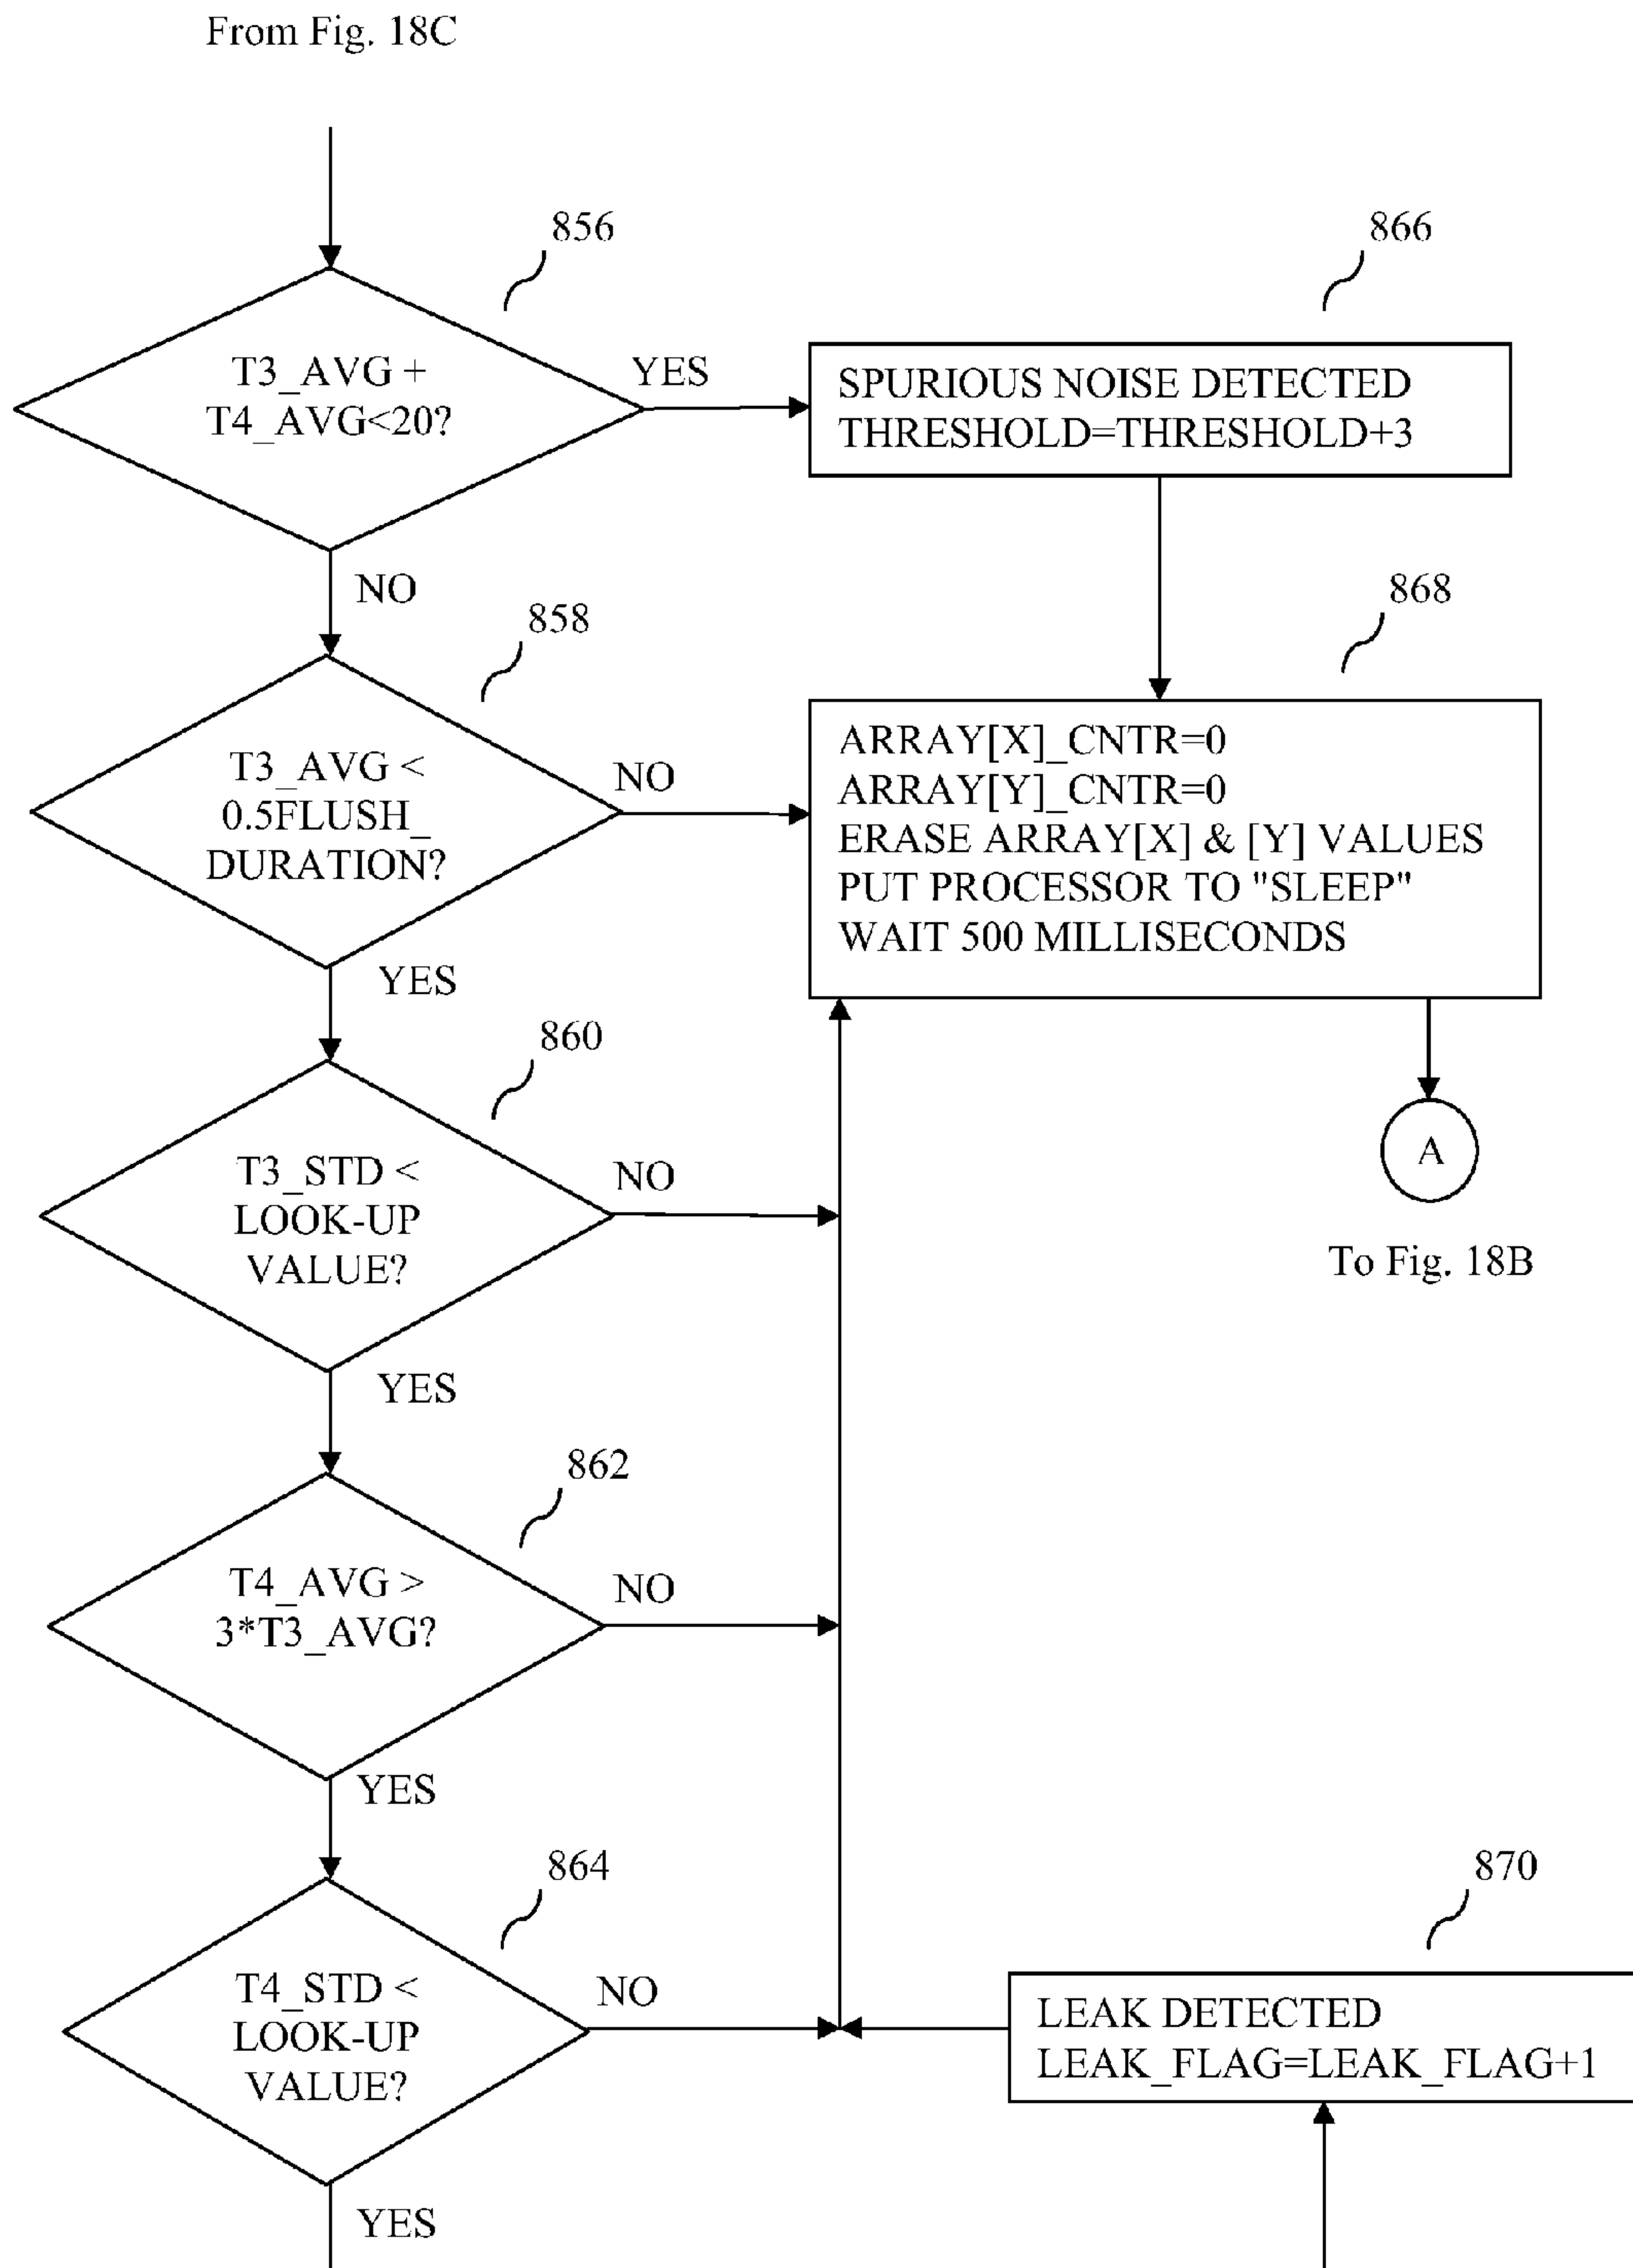 From Fig. 18C
856
866
T3_AVG +
T4_AVG<20?
YES
SPURIOUS NOISE DETECTED
THRESHOLD=THRESHOLD+3
NO
858
868
T3_AVG <
0.5FLUSH_
DURATION?
NO
ARRAY[X]_CNTR=0
ARRAY[Y]_CNTR=0
ERASE ARRAY[X] & [Y] VALUES
PUT PROCESSOR TO "SLEEP"
WAIT 500 MILLISECONDS
YES
860
A
To Fig. 18B
T3_STD <
LOOK-UP
VALUE?
NO
YES
862
T4_AVG >
3*T3_AVG?
NO
YES
864
870
T4_STD <
LOOK-UP
VALUE?
NO
LEAK DETECTED
LEAK_FLAG=LEAK_FLAG+1
YES